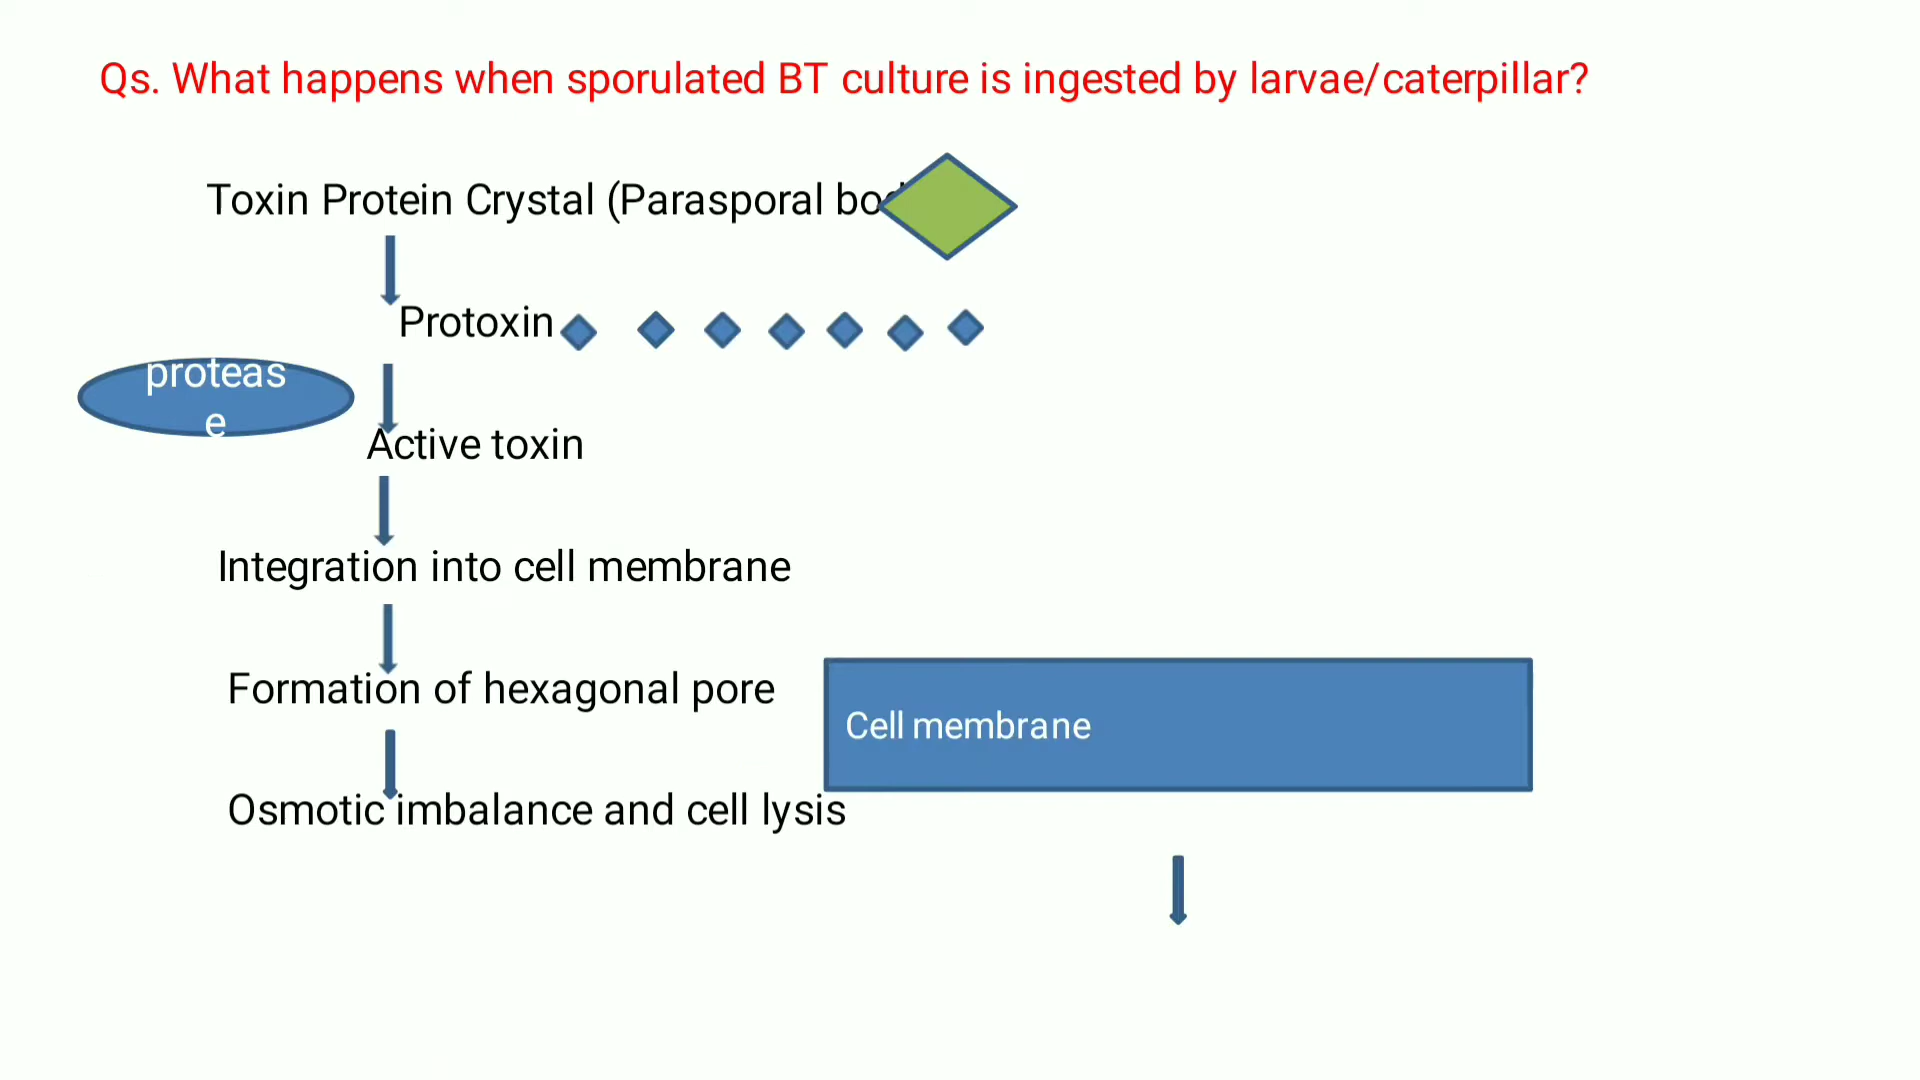 Qs. What happens when sporulated BT culture is ingested by larvae/caterpillar?
Toxin Protein Crystal (Parasporal
Protoxin
proteas
e
Active toxin
Integration into cell membrane
Formation of hexagonal pore
Cell membrane
Osmotic imbalance and cell lysis